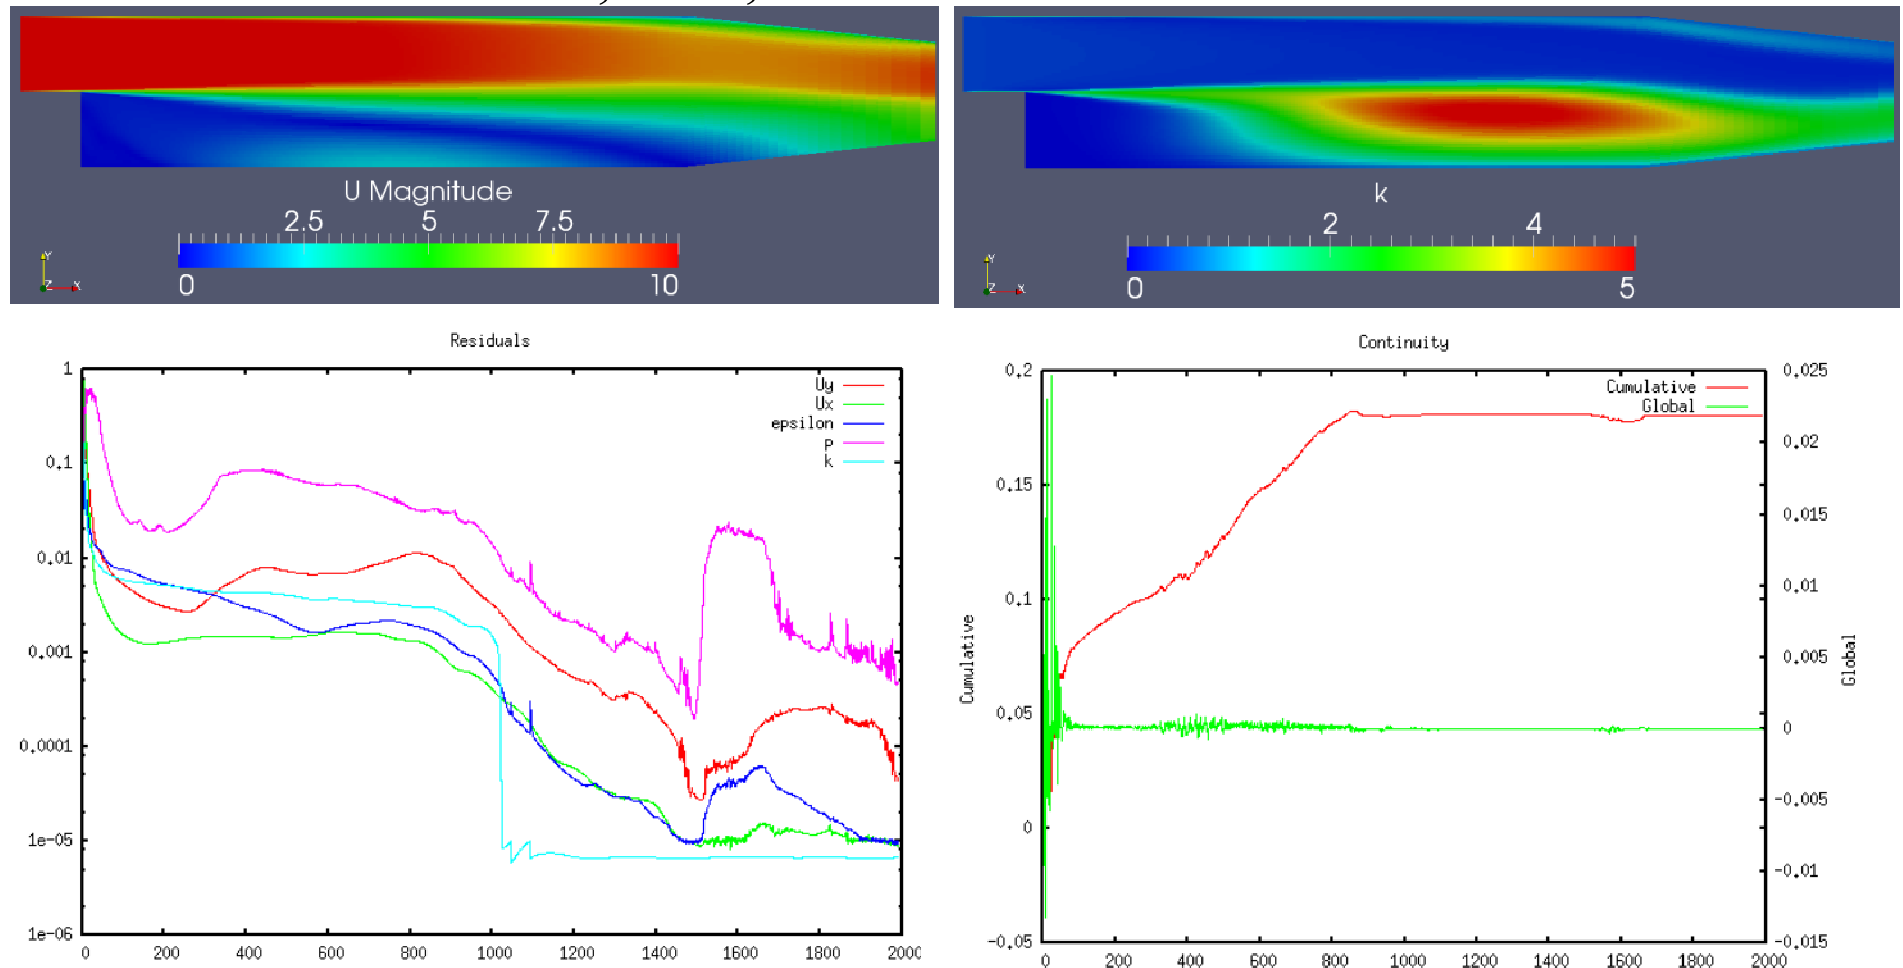 U Magnitude
2.5 5 7.5
0 10
Y
Z X
k
2 4
0 5
Y
Z X
Residuals
Uy
Ux
epsilon
p
k
1
0.1
0.01
0.001
0.0001
1e-05
1e-06
0 200 400 600 800 1000 1200 1400 1600 1800 2000
Continuity
Cumulative
Global
0.2
0.15
0.1
0.05
0
-0.05
Cumulative
0.025
0.02
0.015
0.01
0.005
0
-0.005
-0.01
-0.015
Global
0 200 400 600 800 1000 1200 1400 1600 1800 2000